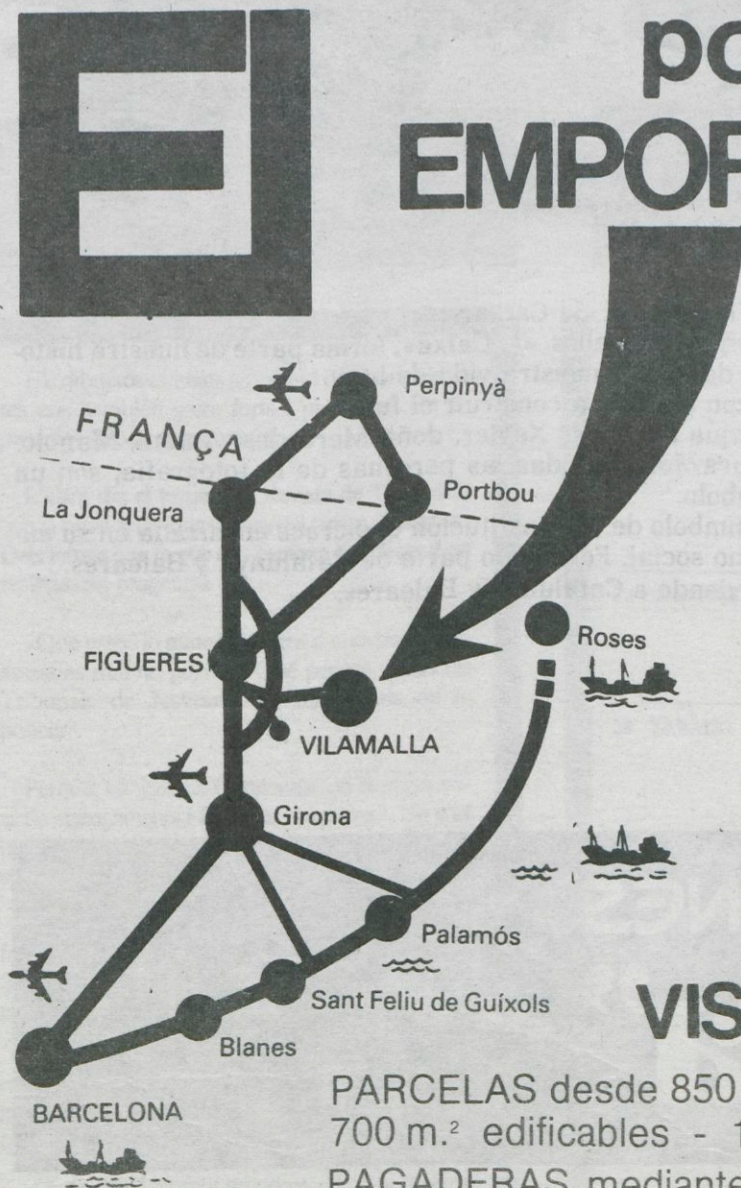 EI
po
EMPOR
Perpinyà
FRANÇA
La Jonquera
Portbou
Roses
FIGUERES
VILAMALLA
Girona
Palamós
Sant Feliu de Guíxols
Blanes
BARCELONA
VIS
PARCELAS desde 850
700 m.² edificables - 1
PAGADERAS mediante